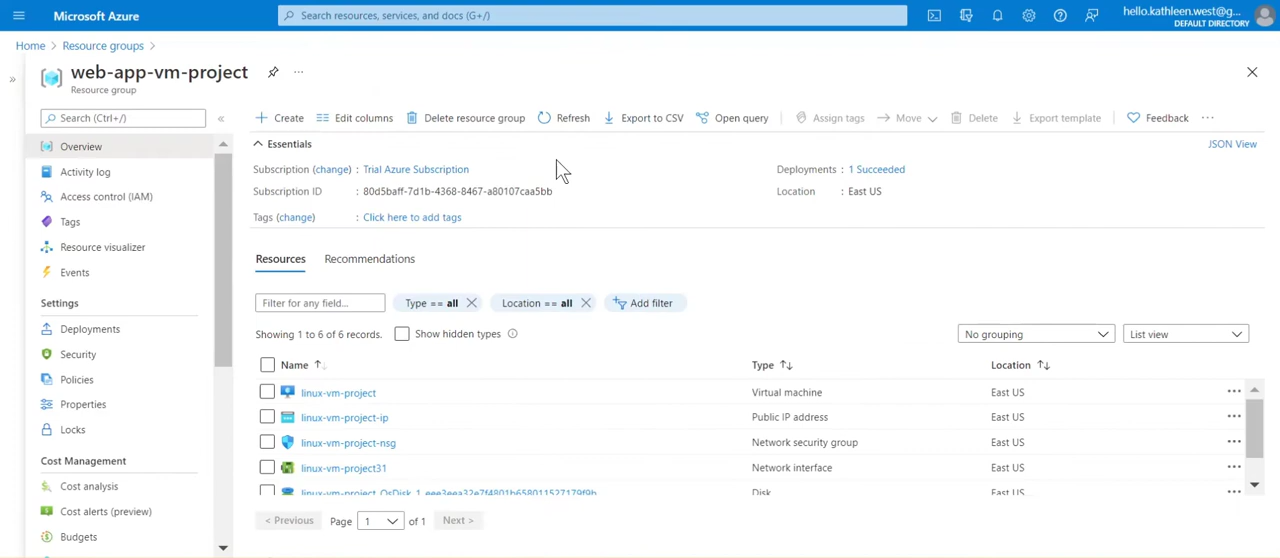 Microsoft Azure
Search resources, services, and docs (G+/)
hello.kathleen.west@g...
DEFAULT DIRECTORY
Home > Resource groups >
»
web-app-vm-project ...
Resource group
Search (Ctrl+/)
«
Create Edit columns Delete resource group Refresh Export to CSV Open query Assign tags Move Delete Export template Feedback ...
Overview
Activity log
Access control (IAM)
Tags
Resource visualizer
Events
Settings
Deployments
Security
Policies
Properties
Locks
Cost Management
Cost analysis
Cost alerts (preview)
Budgets
Essentials
JSON View
Subscription (change) : Trial Azure Subscription
Deployments : 1 Succeeded
Subscription ID : 80d5baff-7d1b-4368-8467-a80107caa5bb
Location : East US
Tags (change) : Click here to add tags
Resources Recommendations
Filter for any field... Type == all Location == all Add filter
Showing 1 to 6 of 6 records. Show hidden types No grouping List view
Name Type Location
linux-vm-project Virtual machine East US ...
linux-vm-project-ip Public IP address East US ...
linux-vm-project-nsg Network security group East US ...
linux-vm-project31 Network interface East US ...
linux-vm-project_OsDisk_1_eee3eea32e7f4801b658011527179f9b Disk East US ...
< Previous Page 1 of 1 Next >